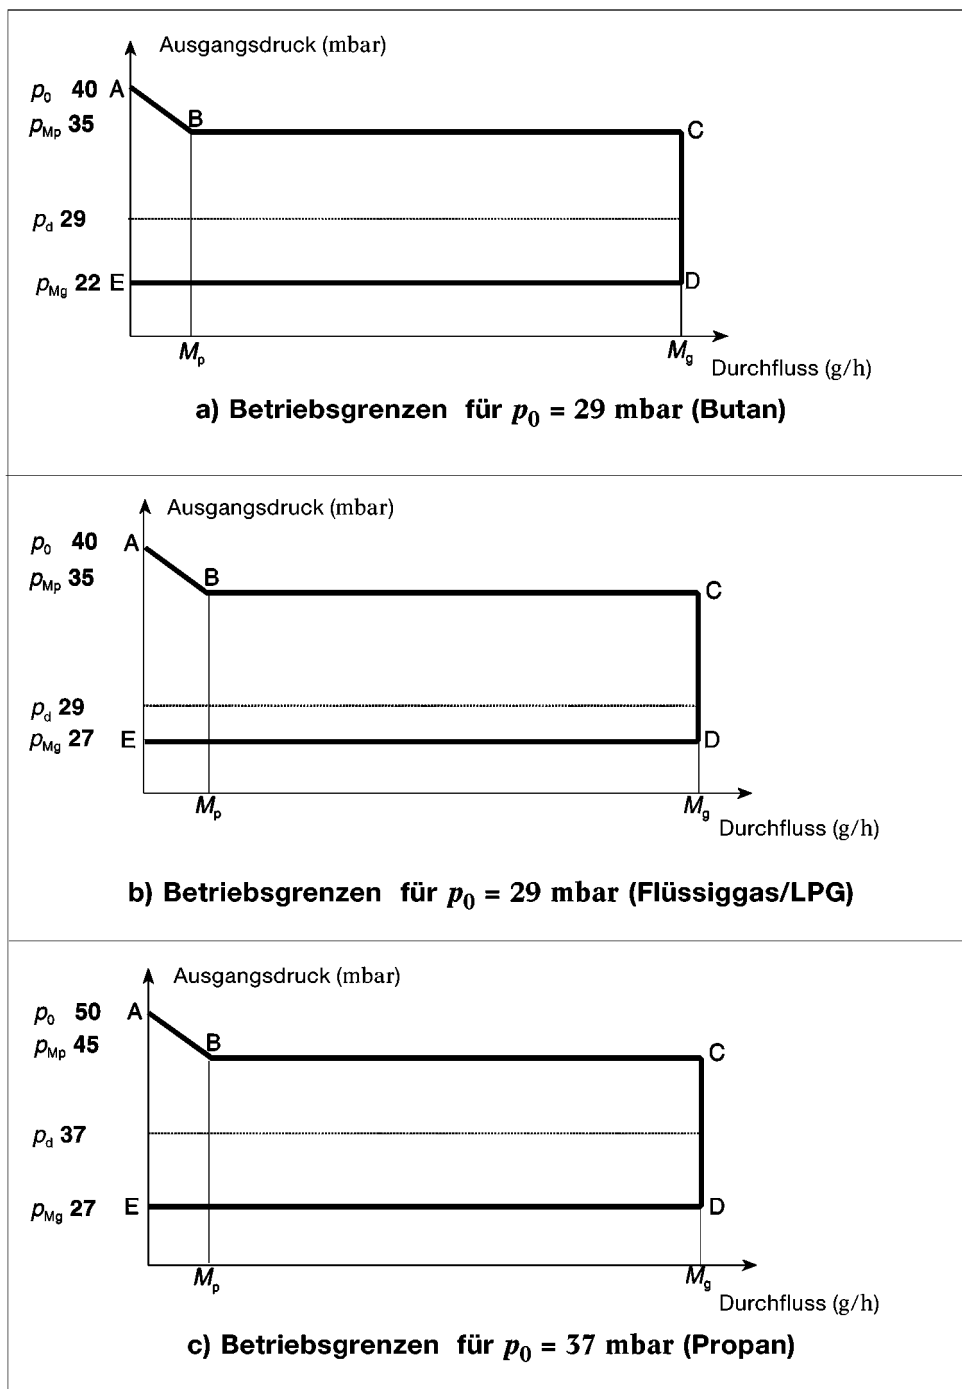 Ausgangsdruck (mbar)
p0 40 A
pMp 35 B C
pd 29
pMg 22 E D
Mp Mg
Durchfluss (g/h)
a) Betriebsgrenzen für p0 = 29 mbar (Butan)
Ausgangsdruck (mbar)
p0 40 A
pMp 35 B C
pd 29
pMg 27 E D
Mp Mg
Durchfluss (g/h)
b) Betriebsgrenzen für p0 = 29 mbar (Flüssiggas/LPG)
Ausgangsdruck (mbar)
p0 50 A
pMp 45 B C
pd 37
pMg 27 E D
Mp Mg
Durchfluss (g/h)
c) Betriebsgrenzen für p0 = 37 mbar (Propan)